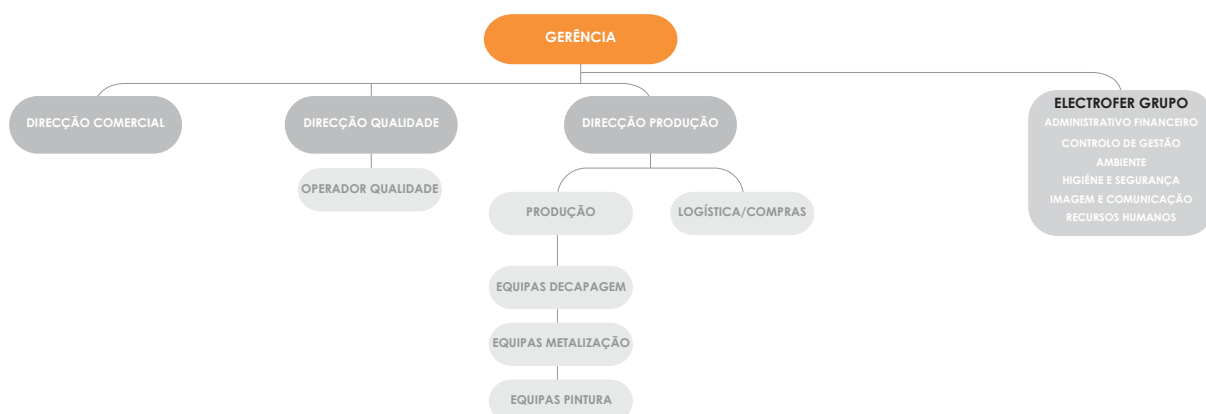 GERÊNCIA
DIRECÇÃO COMERCIAL
DIRECÇÃO QUALIDADE
DIRECÇÃO PRODUÇÃO
ELECTROFER GRUPO
ADMINISTRATIVO FINANCEIRO
CONTROLO DE GESTÃO
AMBIENTE
HIGIÉNE E SEGURANÇA
IMAGEM E COMUNICAÇÃO
RECURSOS HUMANOS
OPERADOR QUALIDADE
PRODUÇÃO
LOGÍSTICA/COMPRAS
EQUIPAS DECAPAGEM
EQUIPAS METALIZAÇÃO
EQUIPAS PINTURA